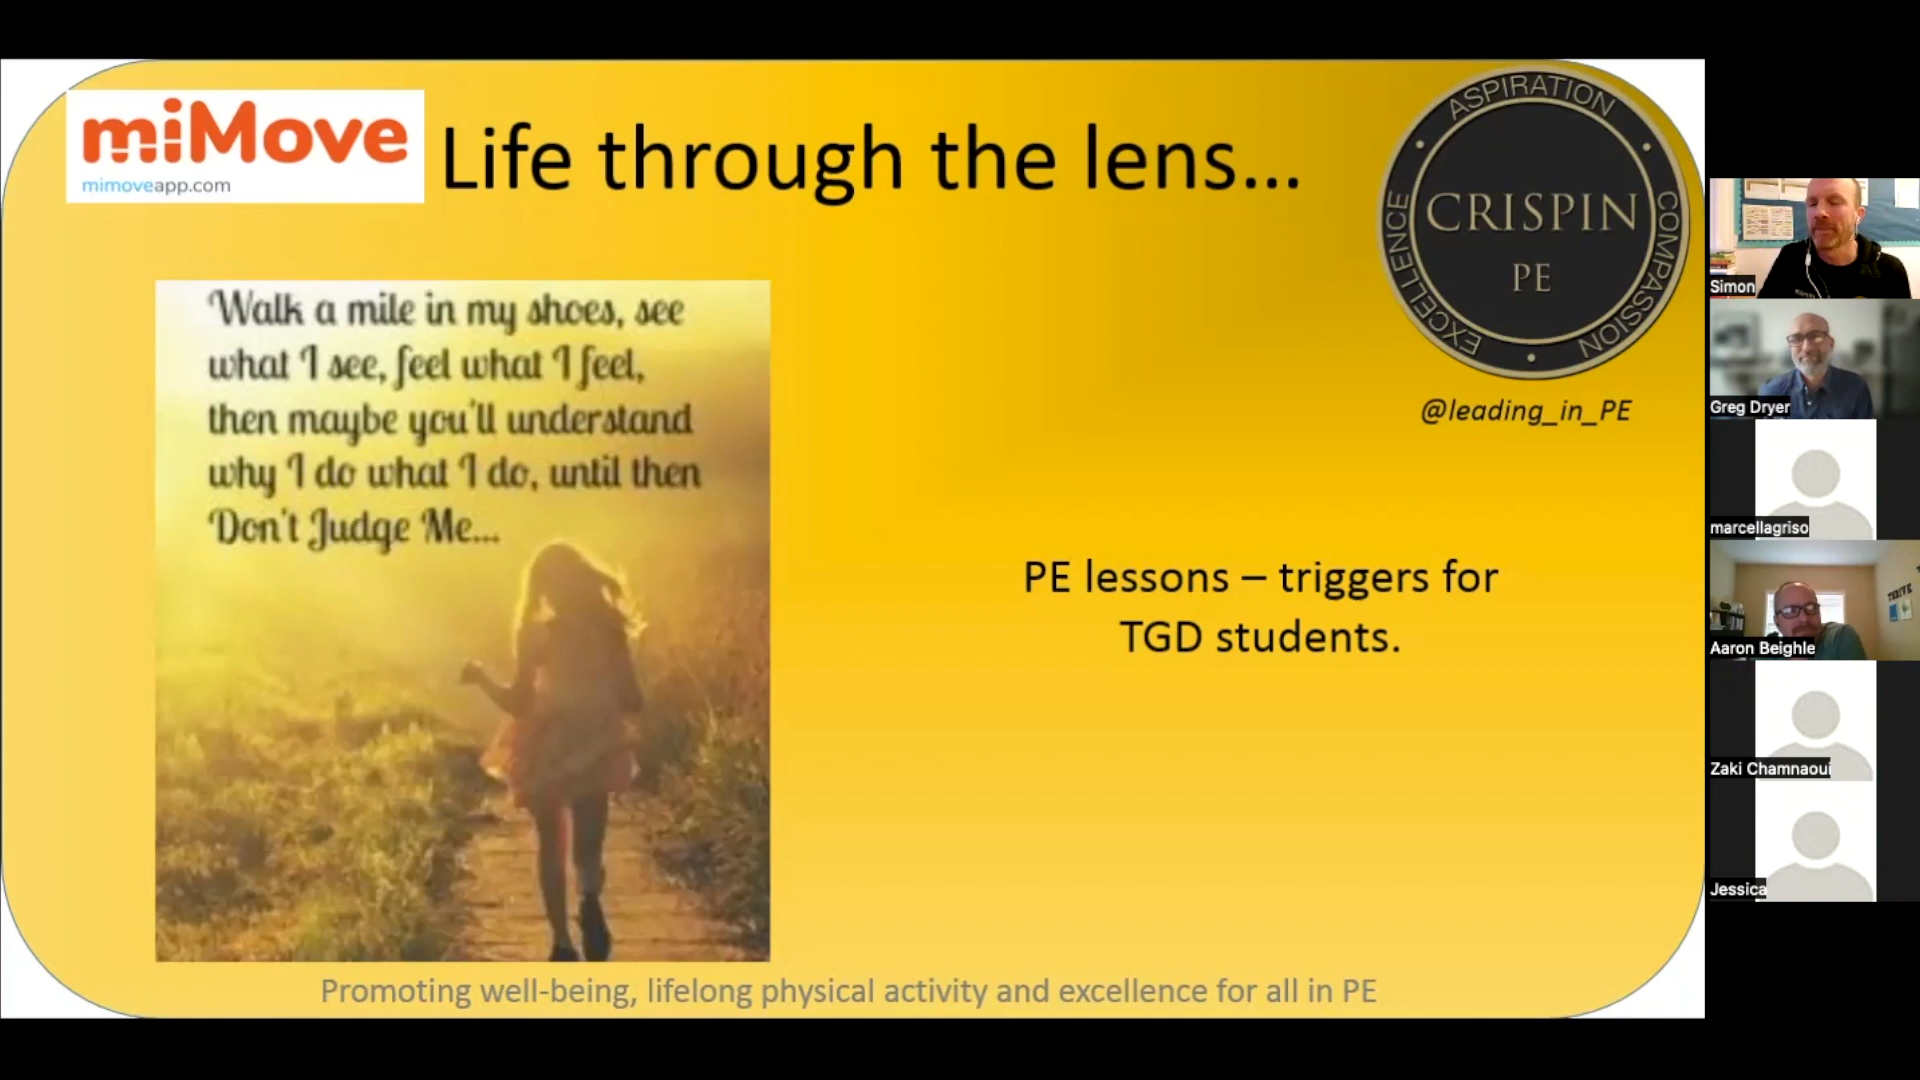 miMove
mimoveapp.com
Life through the lens...
ASPIRATION
COMPASSION
EXCELLENCE
CRISPIN
PE
@leading_in_PE
Walk a mile in my shoes, see
what I see, feel what I feel,
then maybe you'll understand
why I do what I do, until then
Don't Judge Me...
PE lessons – triggers for
TGD students.
Promoting well-being, lifelong physical activity and excellence for all in PE
Simon
Greg Dryer
marcellagriso
THRIVE
Aaron Beighle
Zaki Chamnaoui
Jessica